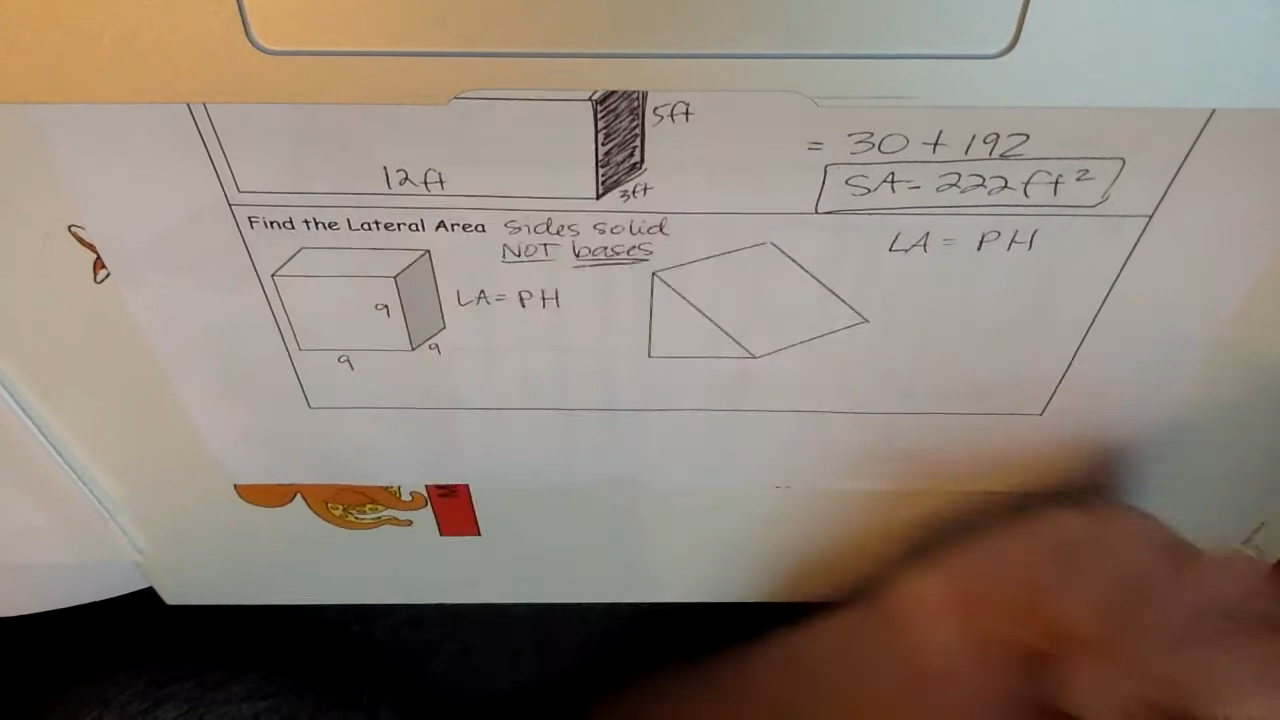 5ft
12ft
3ft
= 30 + 192
SA = 222ft²
Find the Lateral Area sides solid
NOT bases
LA = PH
9
9
9
LA = PH
M